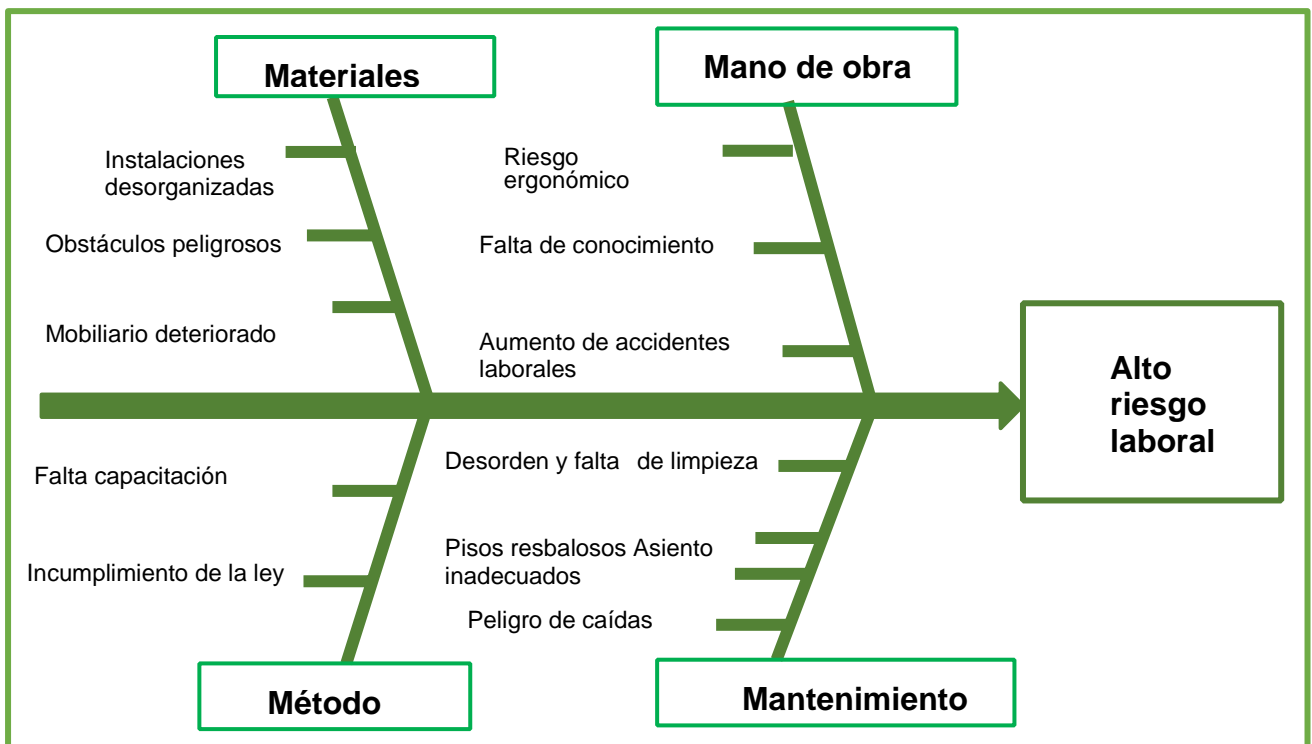 Materiales
Mano de obra
Instalaciones
desorganizadas
Obstáculos peligrosos
Mobiliario deteriorado
Riesgo
ergonómico
Falta de conocimiento
Aumento de accidentes
laborales
Alto
riesgo
laboral
Falta capacitación
Incumplimiento de la ley
Desorden y falta de limpieza
Pisos resbalosos Asiento
inadecuados
Peligro de caídas
Método
Mantenimiento